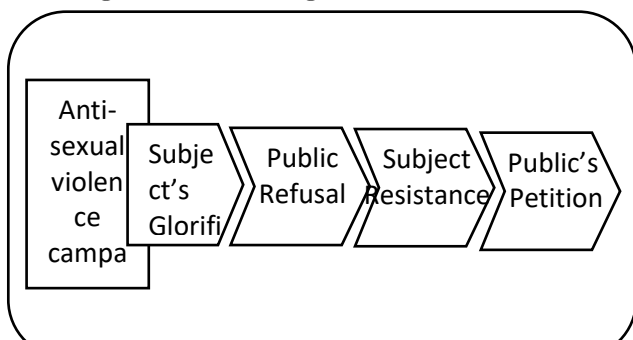 Anti-
sexual
violen
ce
campa
Subje
ct's
Glorifi
Public
Refusal
Subject
Resistance
Public's
Petition